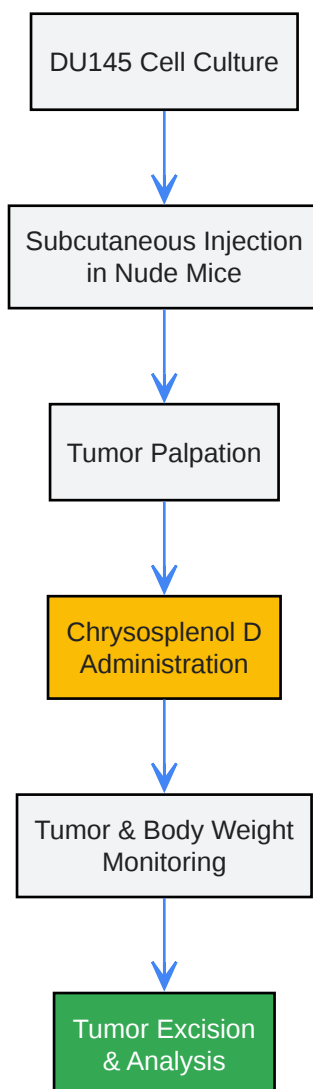 DU145 Cell Culture
Subcutaneous Injection
in Nude Mice
Tumor Palpation
Chrysosplenol D
Administration
Tumor & Body Weight
Monitoring
Tumor Excision
& Analysis